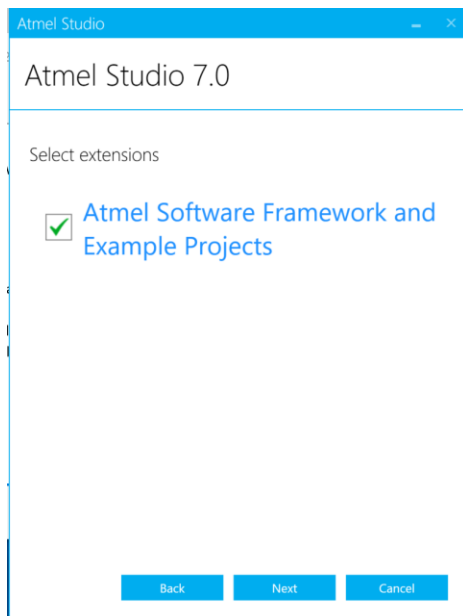 Atmel Studio
Atmel Studio 7.0
Select extensions
Atmel Software Framework and
Example Projects
Back
Next
Cancel